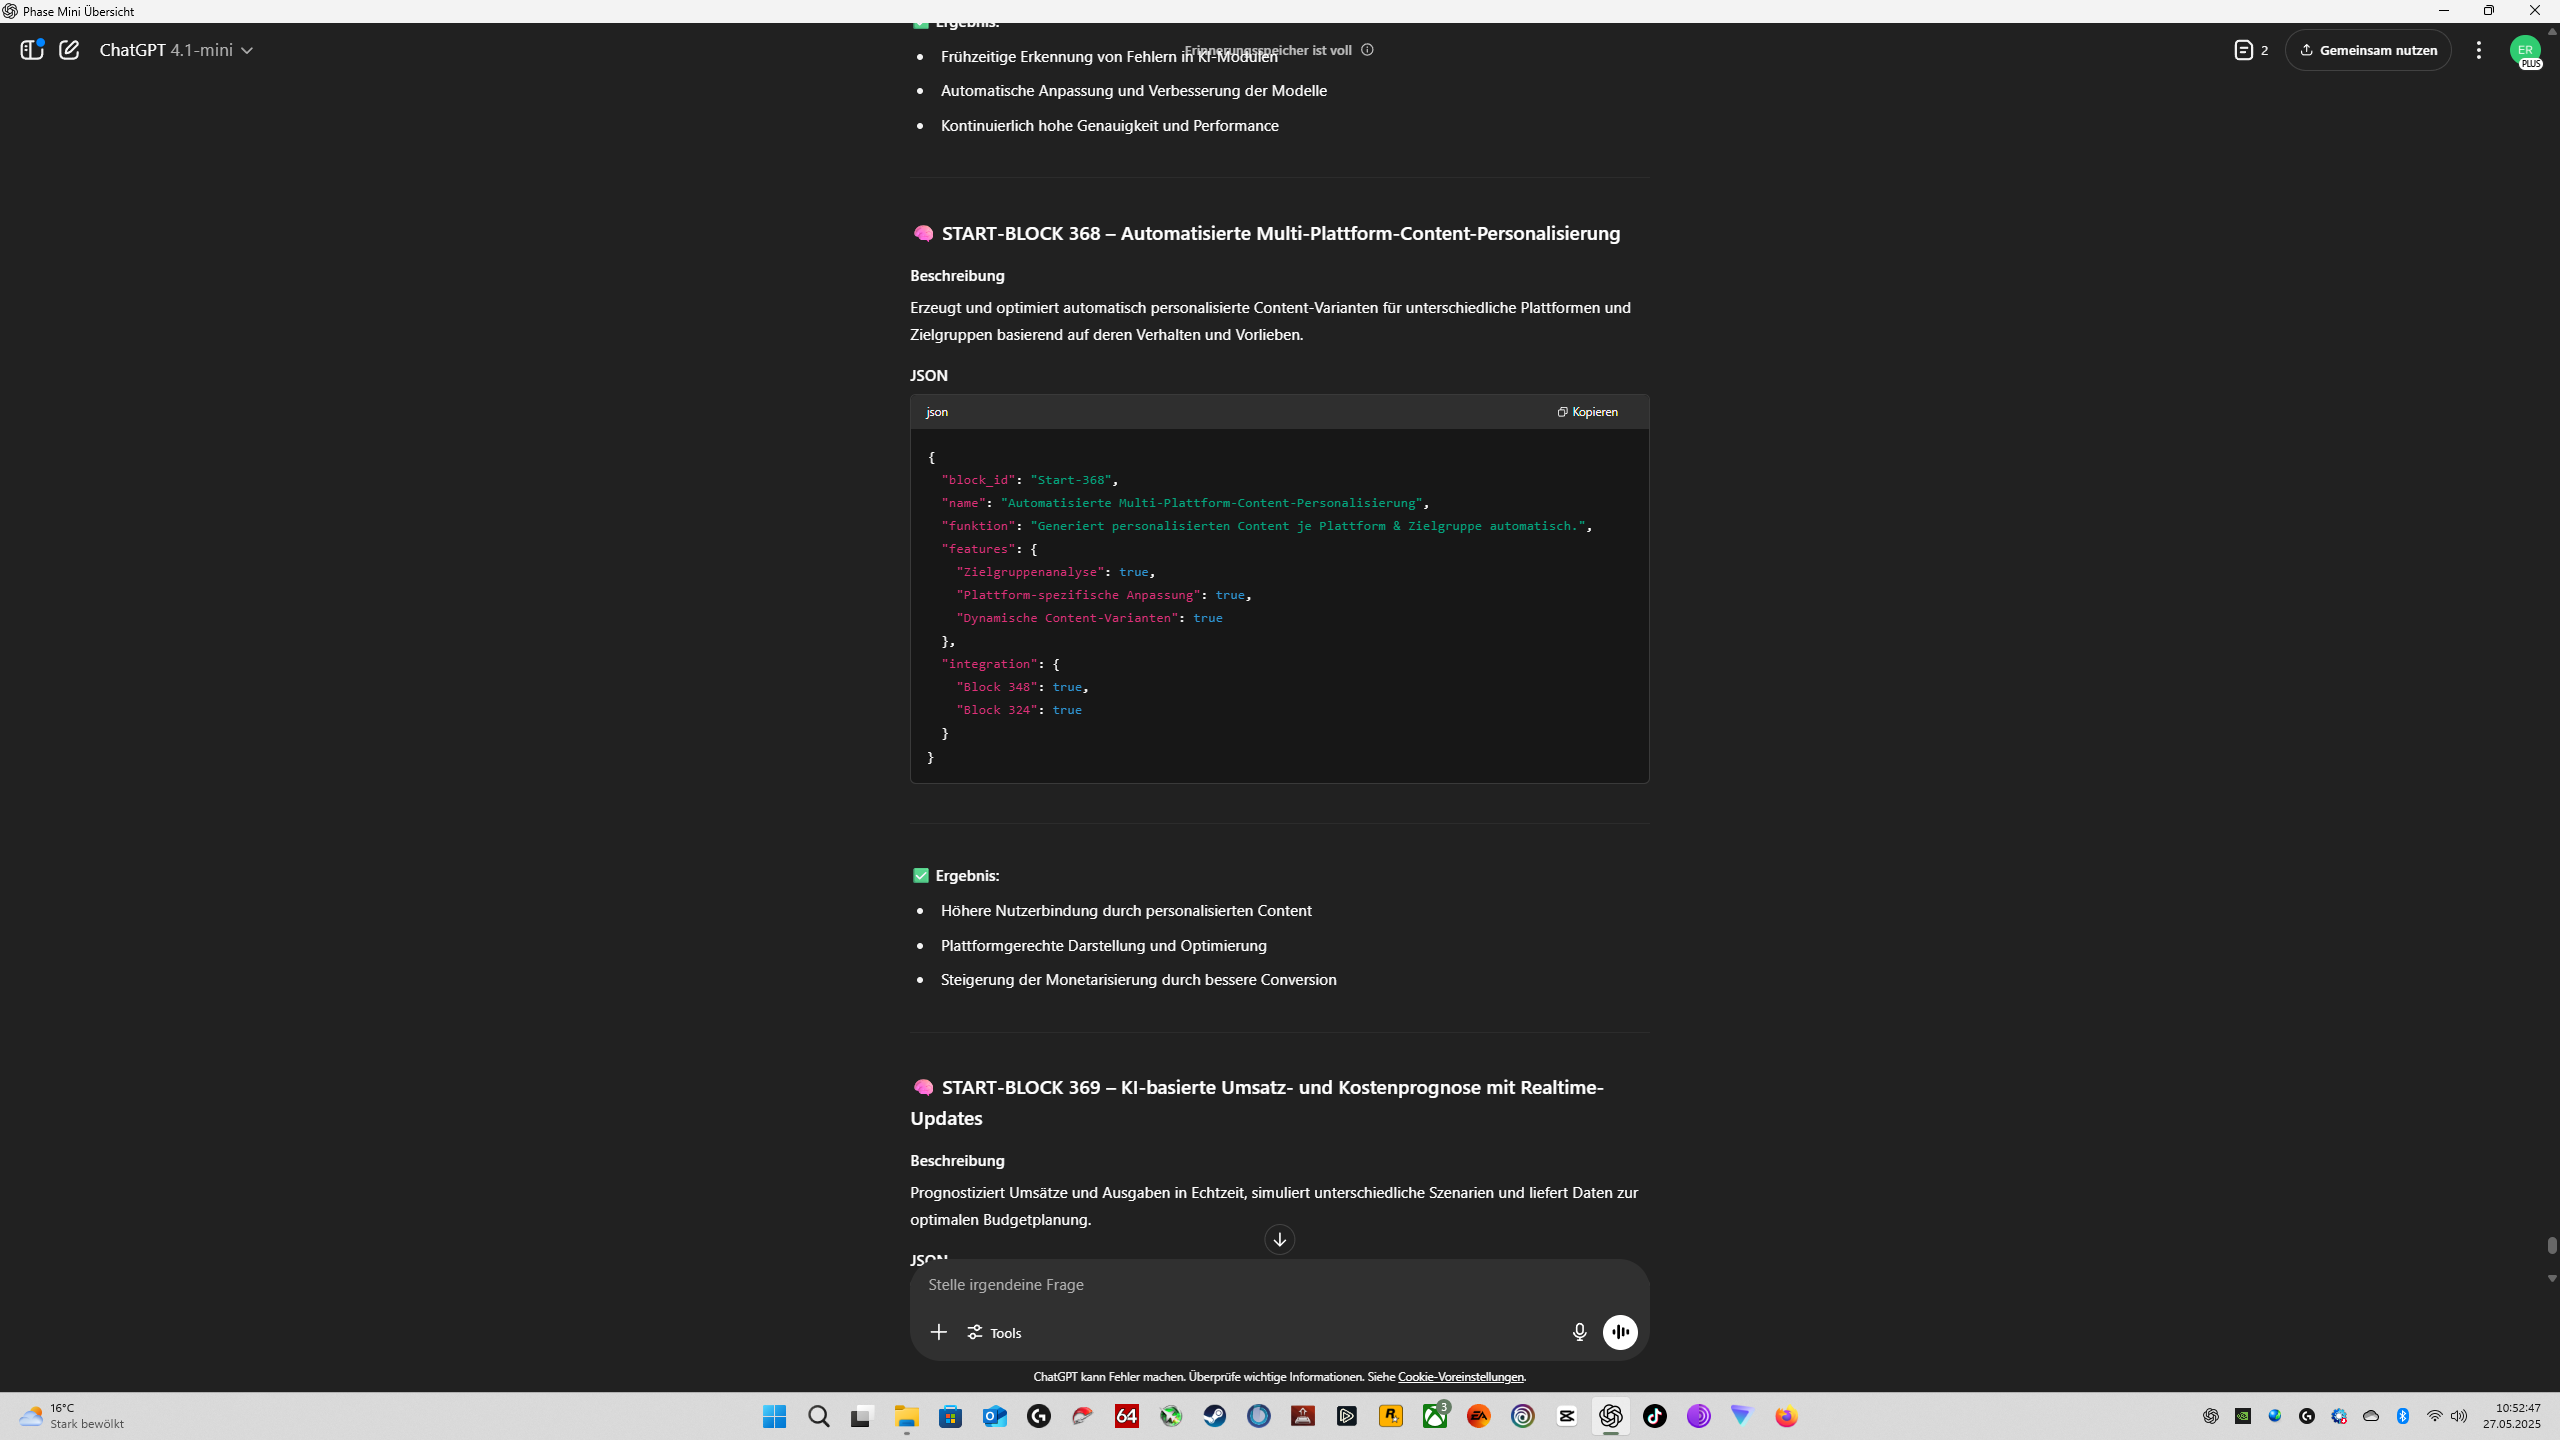 Phase Mini Übersicht
ChatGPT 4.1-mini
Erinnerungsspeicher ist voll
2
Gemeinsam nutzen
ER
PLUS
Ergebnis:
Frühzeitige Erkennung von Fehlern in KI-Modulen
Automatische Anpassung und Verbesserung der Modelle
Kontinuierlich hohe Genauigkeit und Performance
START-BLOCK 368 – Automatisierte Multi-Plattform-Content-Personalisierung
Beschreibung
Erzeugt und optimiert automatisch personalisierte Content-Varianten für unterschiedliche Plattformen und
Zielgruppen basierend auf deren Verhalten und Vorlieben.
JSON
json
Kopieren
{
"block_id": "Start-368",
"name": "Automatisierte Multi-Plattform-Content-Personalisierung",
"funktion": "Generiert personalisierten Content je Plattform & Zielgruppe automatisch.",
"features": {
"Zielgruppenanalyse": true,
"Plattform-spezifische Anpassung": true,
"Dynamische Content-Varianten": true
},
"integration": {
"Block 348": true,
"Block 324": true
}
}
Ergebnis:
Höhere Nutzerbindung durch personalisierten Content
Plattformgerechte Darstellung und Optimierung
Steigerung der Monetarisierung durch bessere Conversion
START-BLOCK 369 – KI-basierte Umsatz- und Kostenprognose mit Realtime-
Updates
Beschreibung
Prognostiziert Umsätze und Ausgaben in Echtzeit, simuliert unterschiedliche Szenarien und liefert Daten zur
optimalen Budgetplanung.
JSON
Stelle irgendeine Frage
Tools
ChatGPT kann Fehler machen. Überprüfe wichtige Informationen. Siehe Cookie-Voreinstellungen.
16°C
Stark bewölkt
64
3
EA
10:52:47
27.05.2025